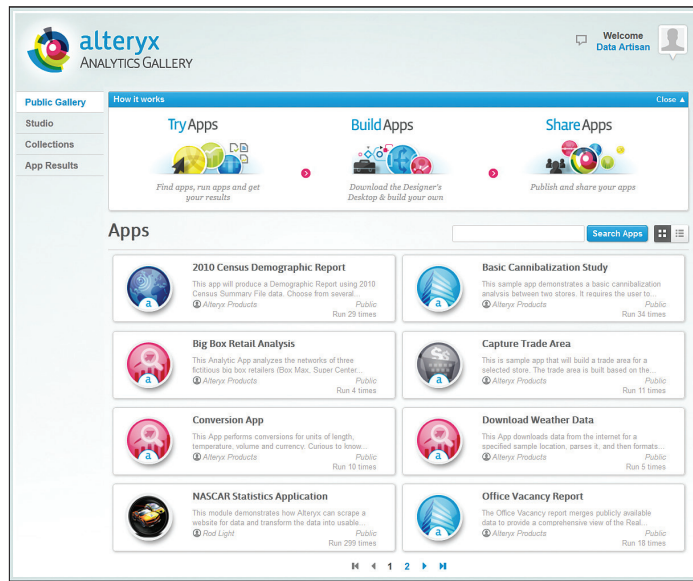 alteryx
ANALYTICS GALLERY
Welcome
Data Artisan
Public Gallery
Studio
Collections
App Results
How it works
Close ▲
Try Apps
Find apps, run apps and get
your results
Build Apps
Download the Designer's
Desktop & build your own
Share Apps
Publish and share your apps
Apps
Search Apps
2010 Census Demographic Report
This app will produce a Demographic Report using 2010
Census Summary File data. Choose from several...
Alteryx Products
Public
Run 29 times
Basic Cannibalization Study
This sample app demonstrates a basic cannibalization
analysis between two stores. It requires the user to...
Alteryx Products
Public
Run 34 times
Big Box Retail Analysis
This Analytic App analyzes the networks of three
fictitious big box retailers (Box Max, Super Center...
Alteryx Products
Public
Run 4 times
Capture Trade Area
This is sample app that will build a trade area for a
selected store. The trade area is built based on the...
Alteryx Products
Public
Run 11 times
Conversion App
This App performs conversions for units of length,
temperature, volume and currency. Curious to know...
Alteryx Products
Public
Run 10 times
Download Weather Data
This App downloads data from the internet for a
specified sample location, parses it, and then formats...
Alteryx Products
Public
Run 5 times
NASCAR Statistics Application
This module demonstrates how Alteryx can scrape a
website for data and transform the data into usable...
Rod Light
Public
Run 299 times
Office Vacancy Report
The Office Vacancy report merges publicly available
data to provide a comprehensive view of the Real...
Alteryx Products
Public
Run 18 times
1 2